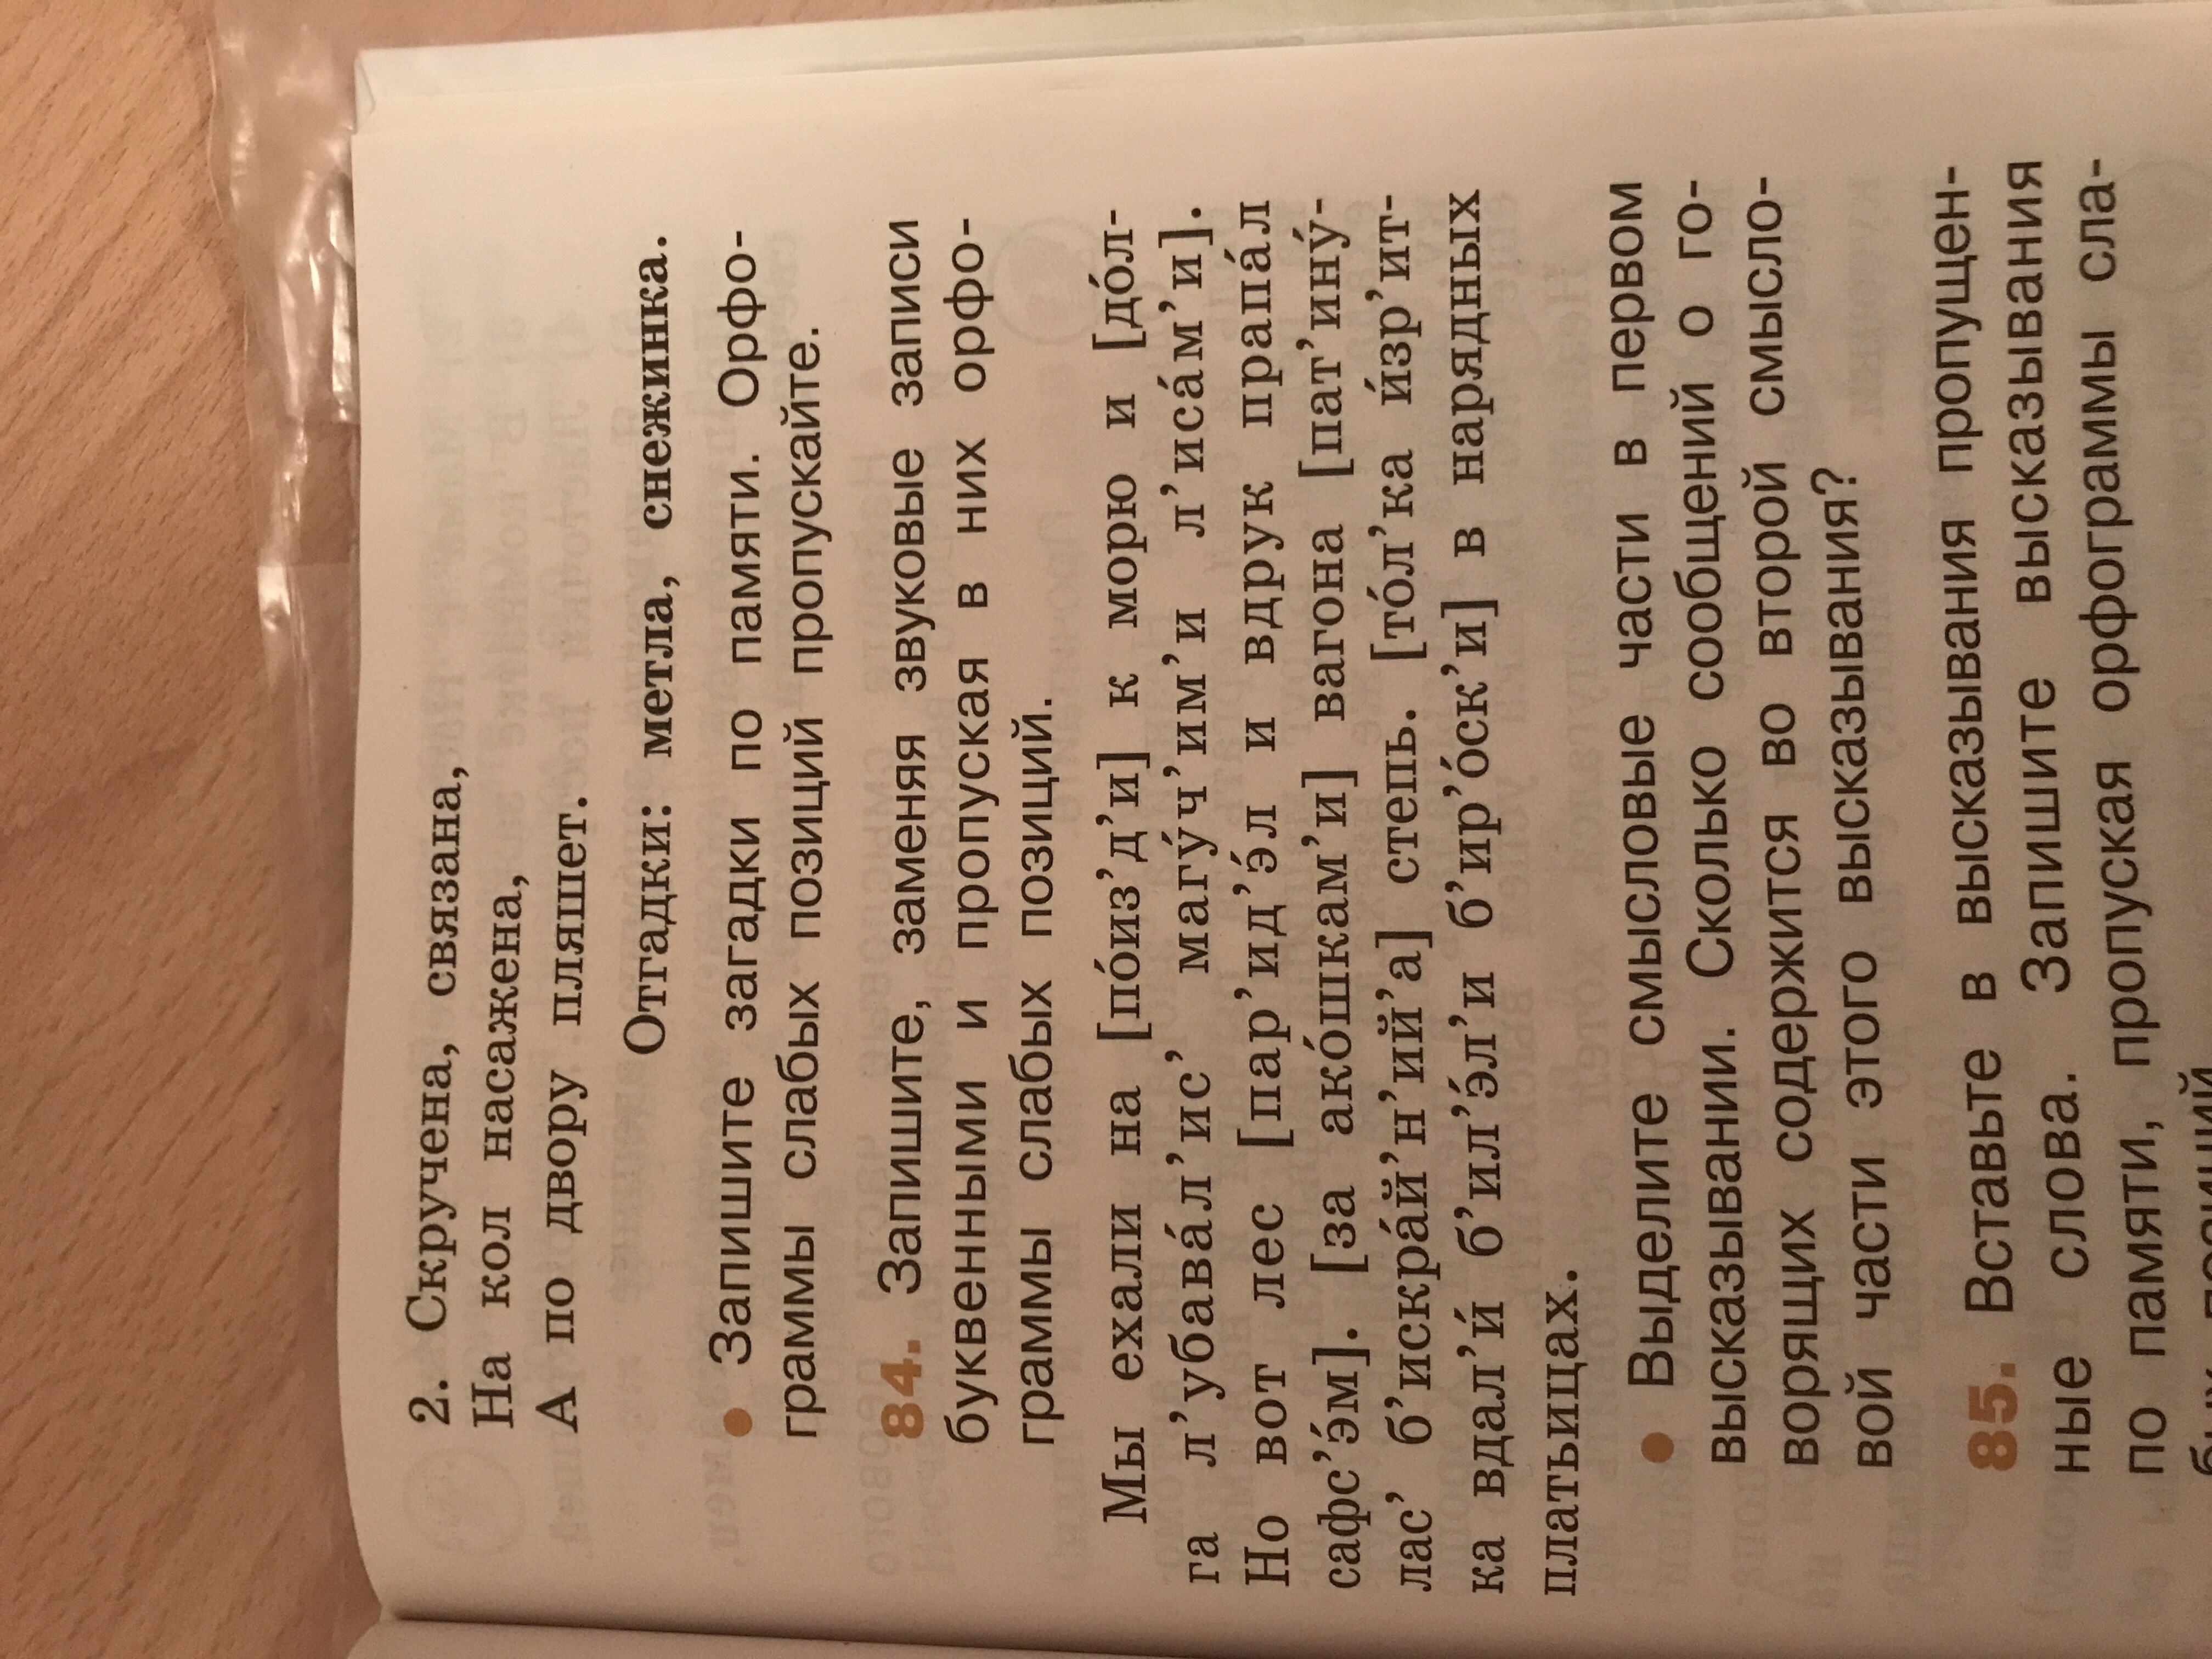 2. Скручена, связана,
На кол насажена,
А по двору пляшет.
Отгадки: метла, снежинка.
● Запишите загадки по памяти. Орфо-
граммы слабых позиций пропускайте.
84. Запишите, заменяя звуковые записи
буквенными и пропуская в них орфо-
граммы слабых позиций.
Мы ехали на [по́из’д’и] к морю и [до́л-
га л’убава́л’ис’ магу́ч’им’и л’иса́м’и].
Но вот лес [пар’ид’э́л и вдрук прапа́л
сафс’э́м]. [за ако́шкам’и] вагона [пат’ину́-
лас’ б’искра́й’н’ий’а] степь. [то́л’ка и́зр’ит-
ка вдал’и́ б’ил’э́л’и б’ир’о́ск’и] в нарядных
платьицах.
● Выделите смысловые части в первом
высказывании. Сколько сообщений о го-
ворящих содержится во второй смысло-
вой части этого высказывания?
85. Вставьте в высказывания пропущен-
ные слова. Запишите высказывания
по памяти, пропуская орфограммы сла-